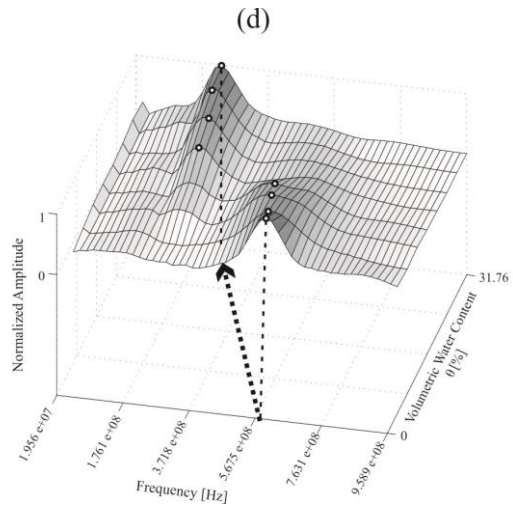 (d)
1
0
Normalized Amplitude
31.76
Volumetric Water Content
θ[%]
0
1.956 e+07
1.761 e+08
3.718 e+08
5.675 e+08
7.631 e+08
9.589 e+08
Frequency [Hz]